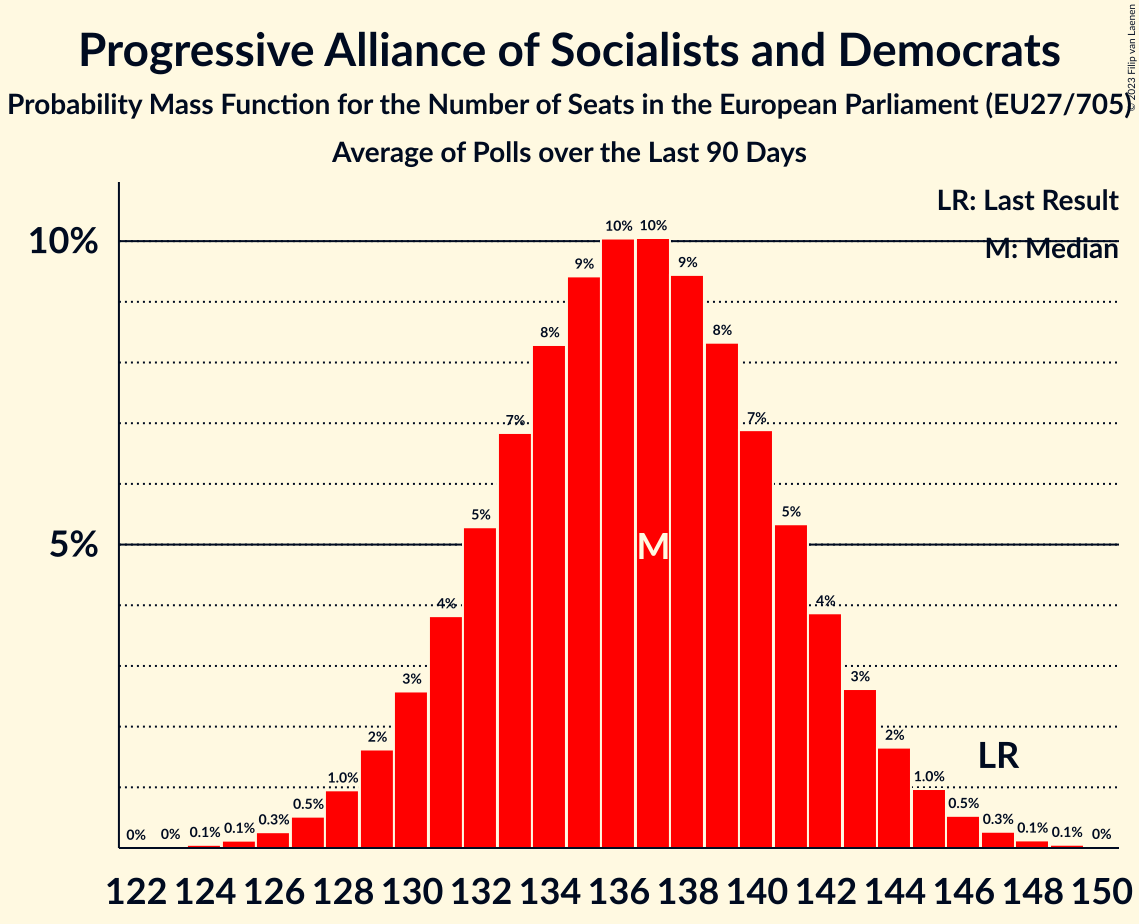 Progressive Alliance of Socialists and Democrats
Probability Mass Function for the Number of Seats in the European Parliament (EU27/705)
Average of Polls over the Last 90 Days
© 2023 Filip van Laenen
LR: Last Result
M: Median
10%
5%
0% 0% 0.1% 0.1% 0.3% 0.5% 1.0% 2% 3% 4% 5% 7% 8% 9% 10% 10% 9% 8% 7% 5% 4% 3% 2% 1.0% 0.5% 0.3% 0.1% 0.1% 0%
M
LR
122 124 126 128 130 132 134 136 138 140 142 144 146 148 150